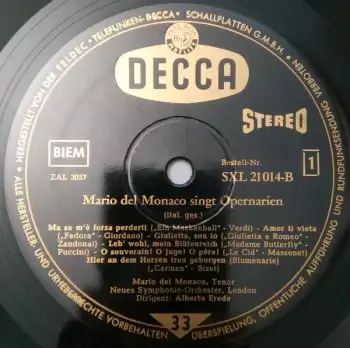 HERGESTELLT VON DER TELDEC • TELEFUNKEN-DECCA • SCHALLPLATTEN G.M.B.H.
ALLE HERSTELLER- UND URHEBERRECHTE VORBEHALTEN
ÜBERSPIELUNG, ÖFFENTLICHE AUFFÜHRUNG UND RUNDFUNKSENDUNG VERBOTEN
DECCA
STEREO
BIEM
ZAL 3057
Bestell-Nr.
SXL 21014-B
1
Mario del Monaco singt Opernarien
(ital. ges.)
Ma se m'è forza perderti („Ein Maskenball" - Verdi) - Amor ti vieta
(„Fedora" - Giordano) - Giulietta, son io („Giulietta e Romeo" -
Zandonai) - Leb' wohl, mein Blütenreich („Madame Butterfly" -
Puccini) - O souverain! O juge! O père! („Le Cid" - Massenet)
Hier an dem Herzen treu geborgen (Blumenarie)
(„Carmen" - Bizet)
Mario del Monaco, Tenor
Neues Symphonie-Orchester, London
Dirigent: Alberto Erede
33